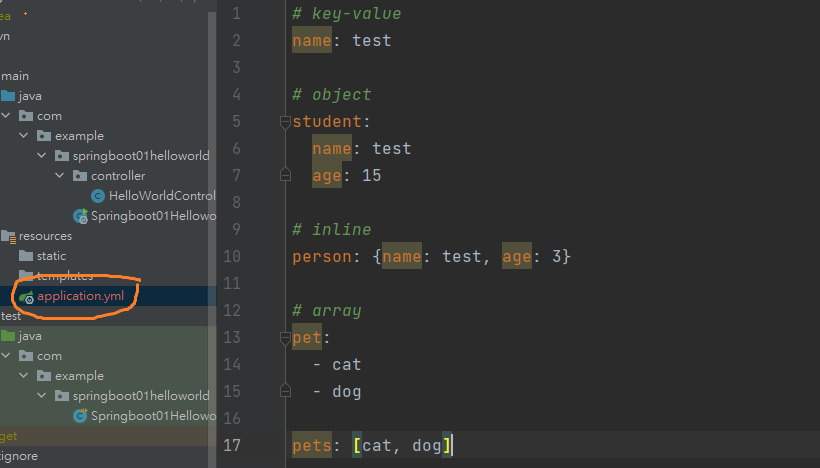 ea
vn
main
java
com
example
springboot01helloworld
controller
HelloWorldControl
Springboot01Hellowo
resources
static
templates
application.yml
test
java
com
example
springboot01helloworld
Springboot01Hellowo
get
tignore
1 # key-value
2 name: test
3
4 # object
5 student:
6 name: test
7 age: 15
8
9 # inline
10 person: {name: test, age: 3}
11
12 # array
13 pet:
14 - cat
15 - dog
16
17 pets: [cat, dog]